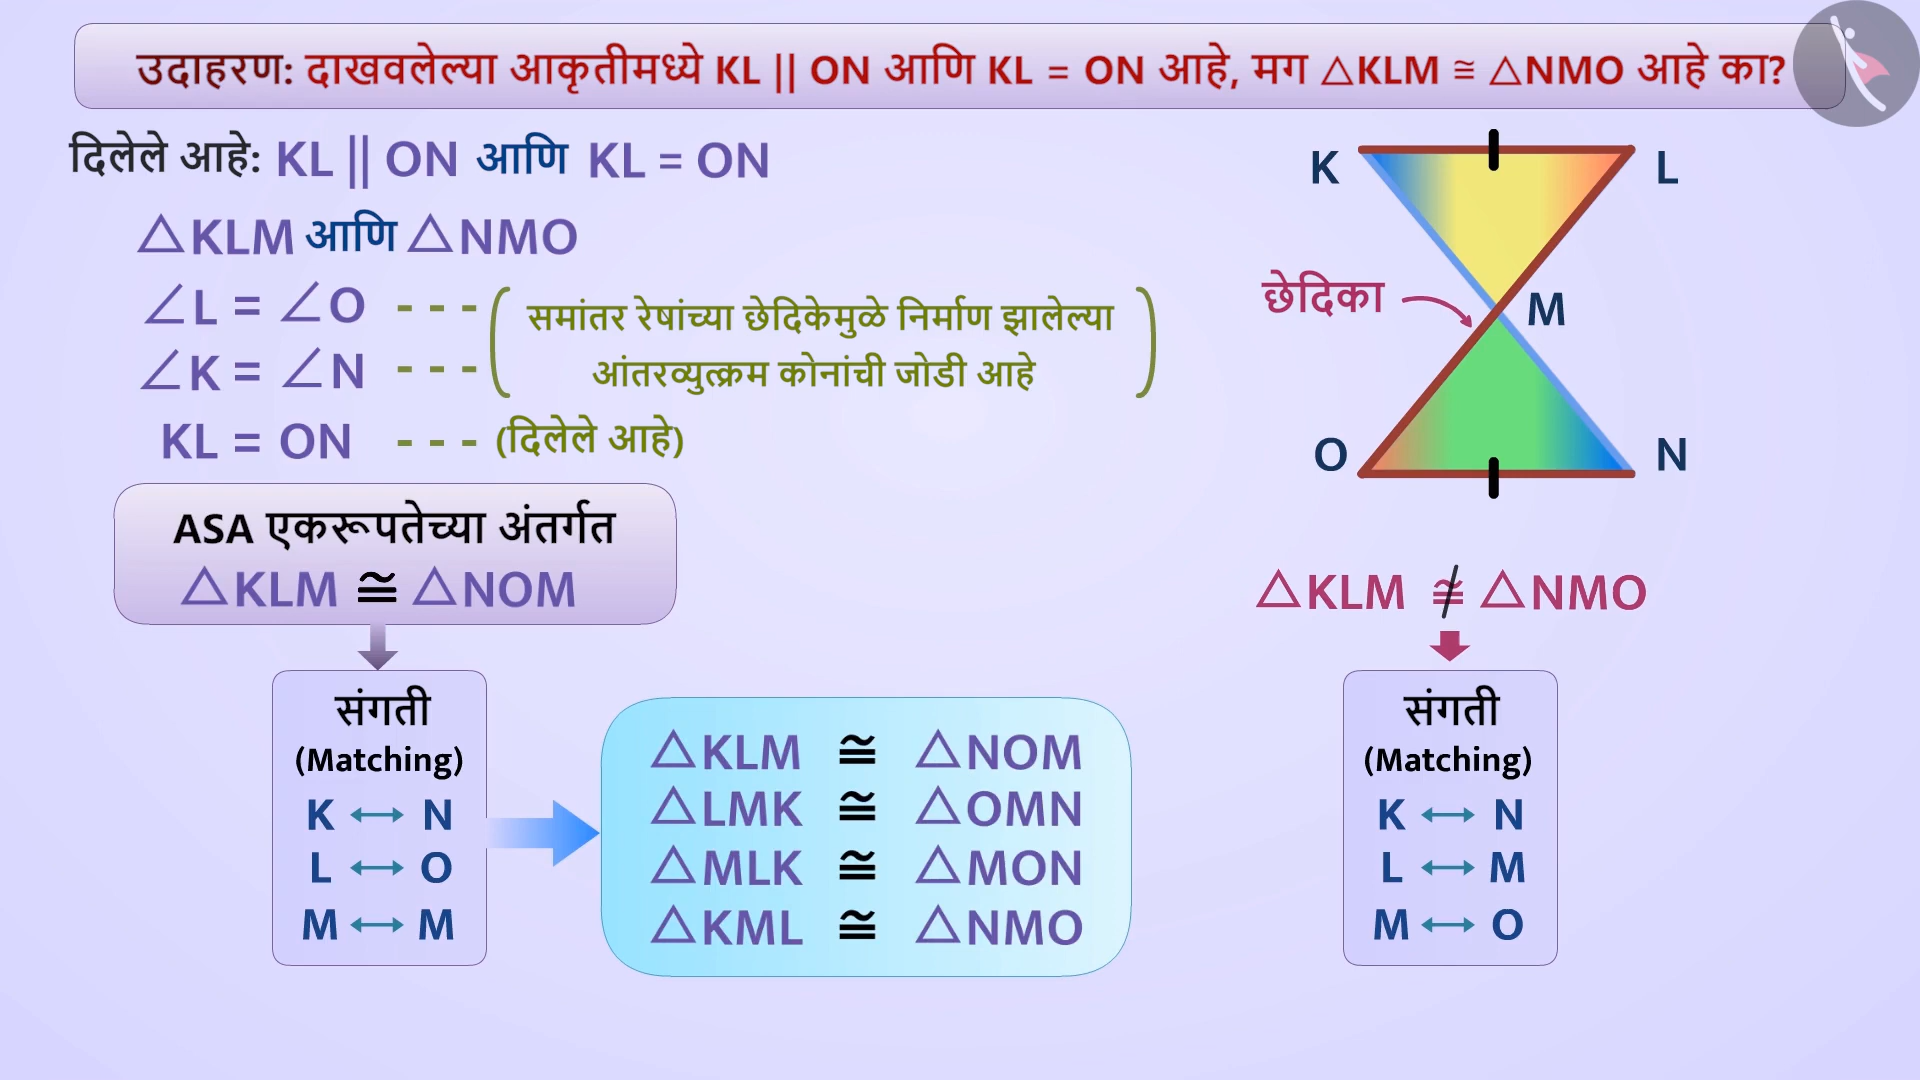 उदाहरण: दाखवलेल्या आकृतीमध्ये KL || ON आणि KL = ON आहे, मग △KLM ≅ △NMO आहे का?
दिलेले आहे: KL || ON आणि KL = ON
△KLM आणि △NMO
∠L = ∠O - - - (समांतर रेषांच्या छेदिकेमुळे निर्माण झालेल्या
∠K = ∠N - - - आंतरव्युत्क्रम कोनांची जोडी आहे)
KL = ON - - - (दिलेले आहे)
ASA एकरूपतेच्या अंतर्गत
△KLM ≅ △NOM
संगती
(Matching)
K ↔ N
L ↔ O
M ↔ M
△KLM ≅ △NOM
△LMK ≅ △OMN
△MLK ≅ △MON
△KML ≅ △NMO
K
L
छेदिका
M
O
N
△KLM ≇ △NMO
संगती
(Matching)
K ↔ N
L ↔ M
M ↔ O